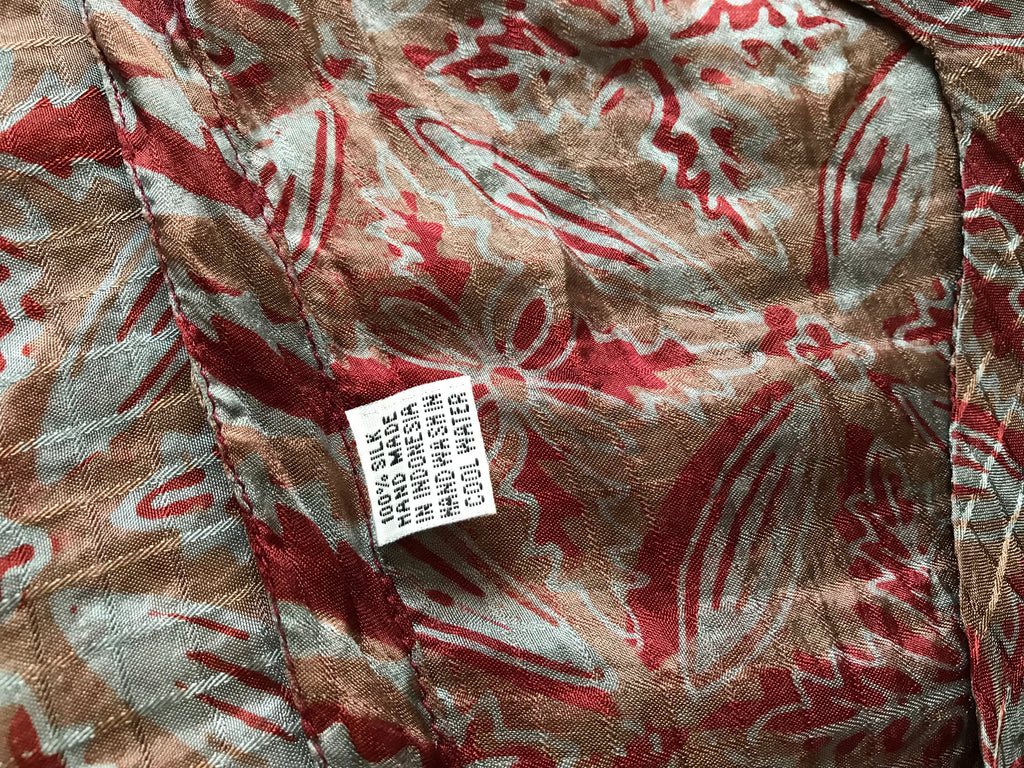 100% SILK
HAND MADE
IN INDONESIA
HAND WASH IN
COOL WATER